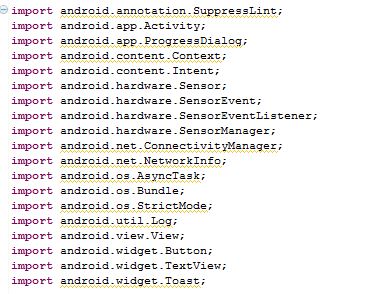 import android.annotation.SuppressLint;
import android.app.Activity;
import android.app.ProgressDialog;
import android.content.Context;
import android.content.Intent;
import android.hardware.Sensor;
import android.hardware.SensorEvent;
import android.hardware.SensorEventListener;
import android.hardware.SensorManager;
import android.net.ConnectivityManager;
import android.net.NetworkInfo;
import android.os.AsyncTask;
import android.os.Bundle;
import android.os.StrictMode;
import android.util.Log;
import android.view.View;
import android.widget.Button;
import android.widget.TextView;
import android.widget.Toast;